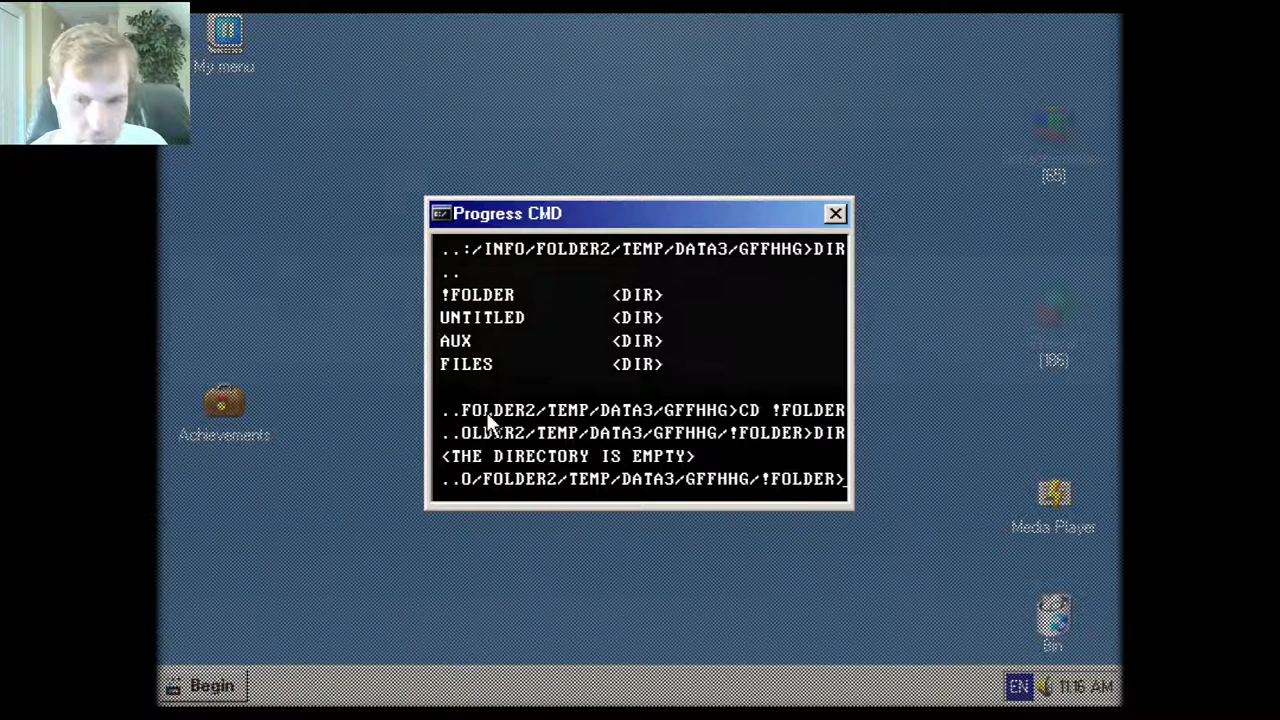 My menu
(65)
Progress CMD
..:/INFO/FOLDER2/TEMP/DATA3/GFFHHG>DIR
..
!FOLDER <DIR>
UNTITLED <DIR>
AUX <DIR>
FILES <DIR>
..FOLDER2/TEMP/DATA3/GFFHHG>CD !FOLDER
..OLDER2/TEMP/DATA3/GFFHHG/!FOLDER>DIR
<THE DIRECTORY IS EMPTY>
..O/FOLDER2/TEMP/DATA3/GFFHHG/!FOLDER>_
(186)
Achievements
Media Player
Bin
Begin
EN
11:16 AM